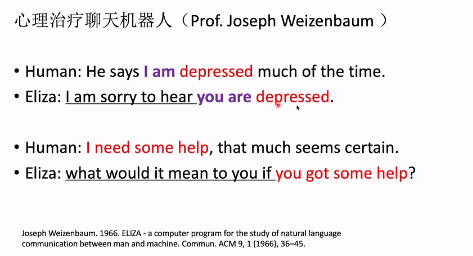 心理治疗聊天机器人（Prof. Joseph Weizenbaum ）
• Human: He says I am depressed much of the time.
• Eliza: I am sorry to hear you are depressed.
• Human: I need some help, that much seems certain.
• Eliza: what would it mean to you if you got some help?
Joseph Weizenbaum. 1966. ELIZA - a computer program for the study of natural language
communication between man and machine. Commun. ACM 9, 1 (1966), 36–45.